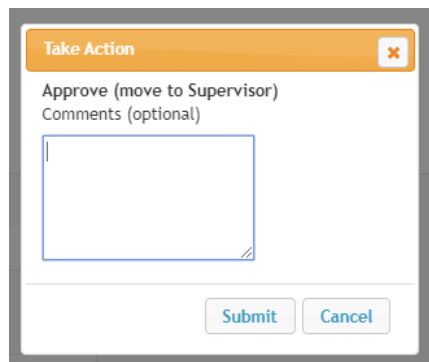 Take Action
Approve (move to Supervisor)
Comments (optional)
Submit Cancel